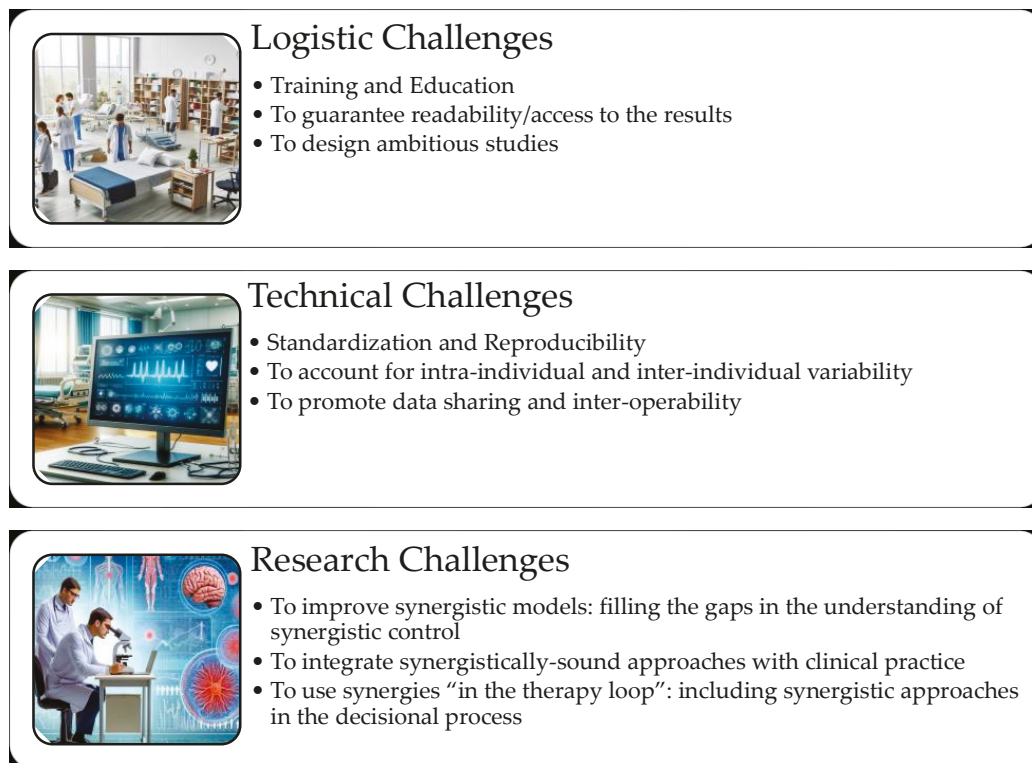 Logistic Challenges
• Training and Education
• To guarantee readability/access to the results
• To design ambitious studies
Technical Challenges
• Standardization and Reproducibility
• To account for intra-individual and inter-individual variability
• To promote data sharing and inter-operability
Research Challenges
• To improve synergistic models: filling the gaps in the understanding of
synergistic control
• To integrate synergistically-sound approaches with clinical practice
• To use synergies “in the therapy loop”: including synergistic approaches
in the decisional process